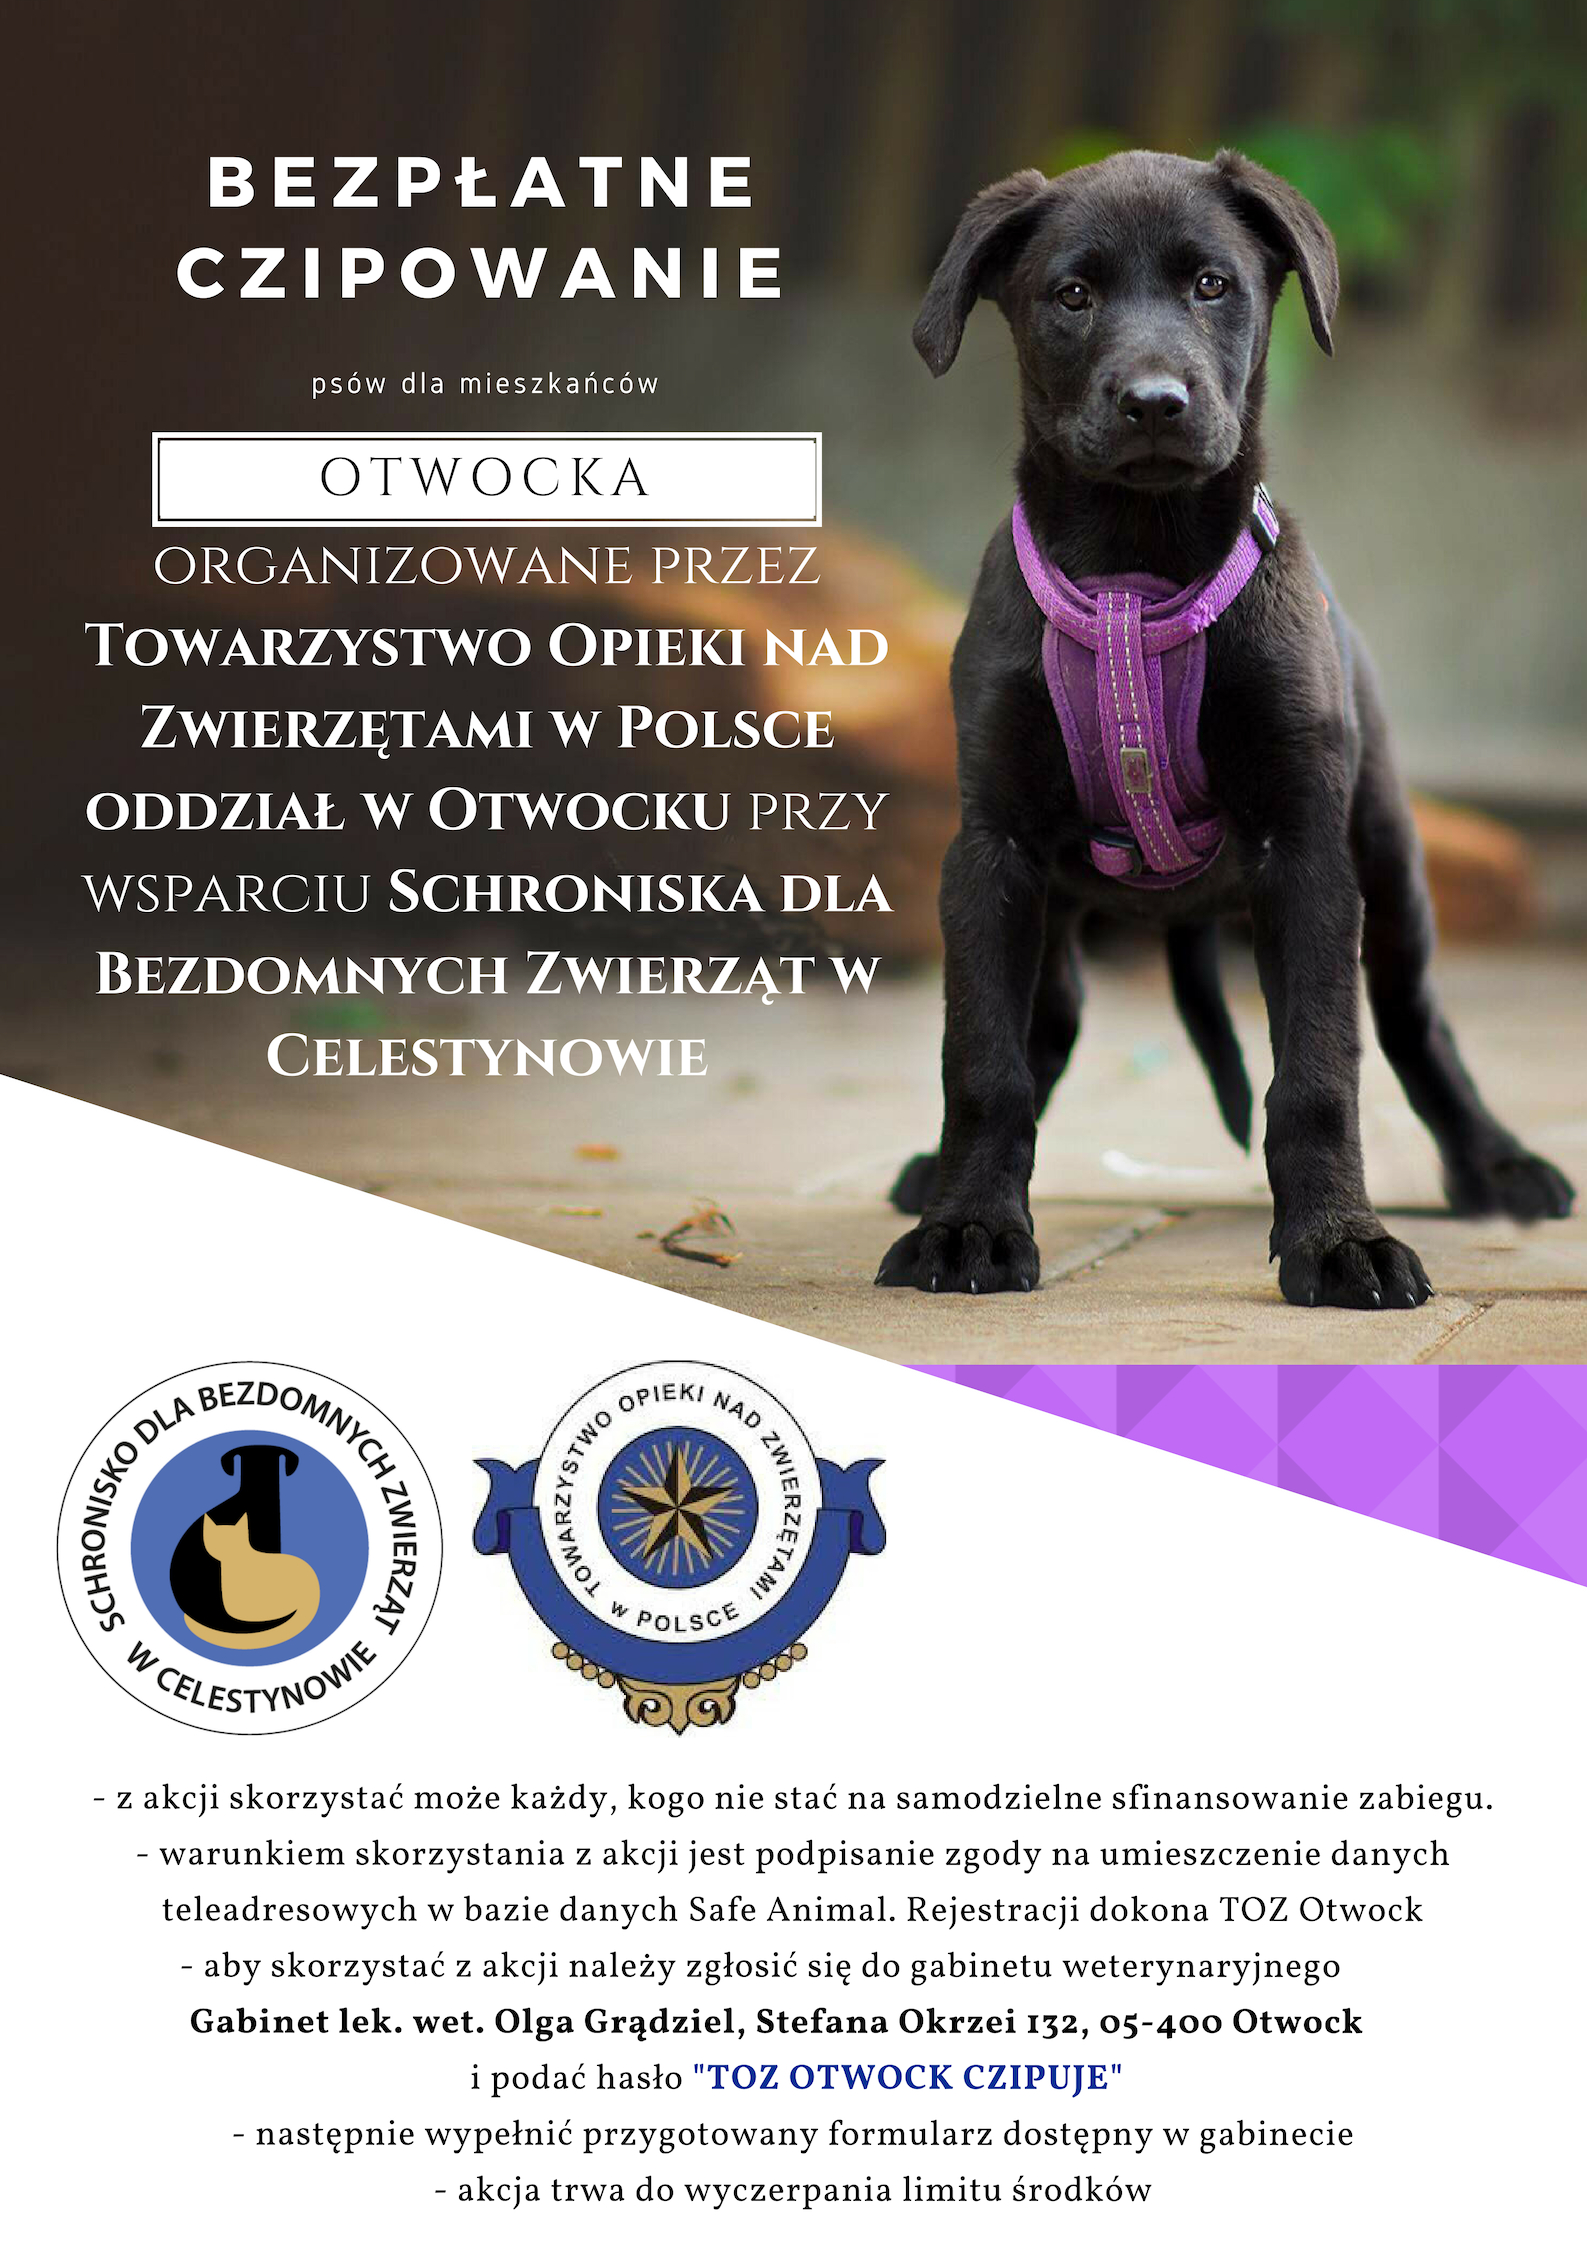 BEZPŁATNE
CZIPOWANIE
psów dla mieszkańców
OTWOCKA
ORGANIZOWANE PRZEZ
TOWARZYSTWO OPIEKI NAD
ZWIERZĘTAMI W POLSCE
ODDZIAŁ W OTWOCKU PRZY
WSPARCIU SCHRONISKA DLA
BEZDOMNYCH ZWIERZĄT W
CELESTYNOWIE
SCHRONISKO DLA BEZDOMNYCH ZWIERZĄT
W CELESTYNOWIE
TOWARZYSTWO OPIEKI NAD ZWIERZĘTAMI
w POLSCE
- z akcji skorzystać może każdy, kogo nie stać na samodzielne sfinansowanie zabiegu.
- warunkiem skorzystania z akcji jest podpisanie zgody na umieszczenie danych
teleadresowych w bazie danych Safe Animal. Rejestracji dokona TOZ Otwock
- aby skorzystać z akcji należy zgłosić się do gabinetu weterynaryjnego
Gabinet lek. wet. Olga Grądziel, Stefana Okrzei 132, 05-400 Otwock
i podać hasło "TOZ OTWOCK CZIPUJE"
- następnie wypełnić przygotowany formularz dostępny w gabinecie
- akcja trwa do wyczerpania limitu środków